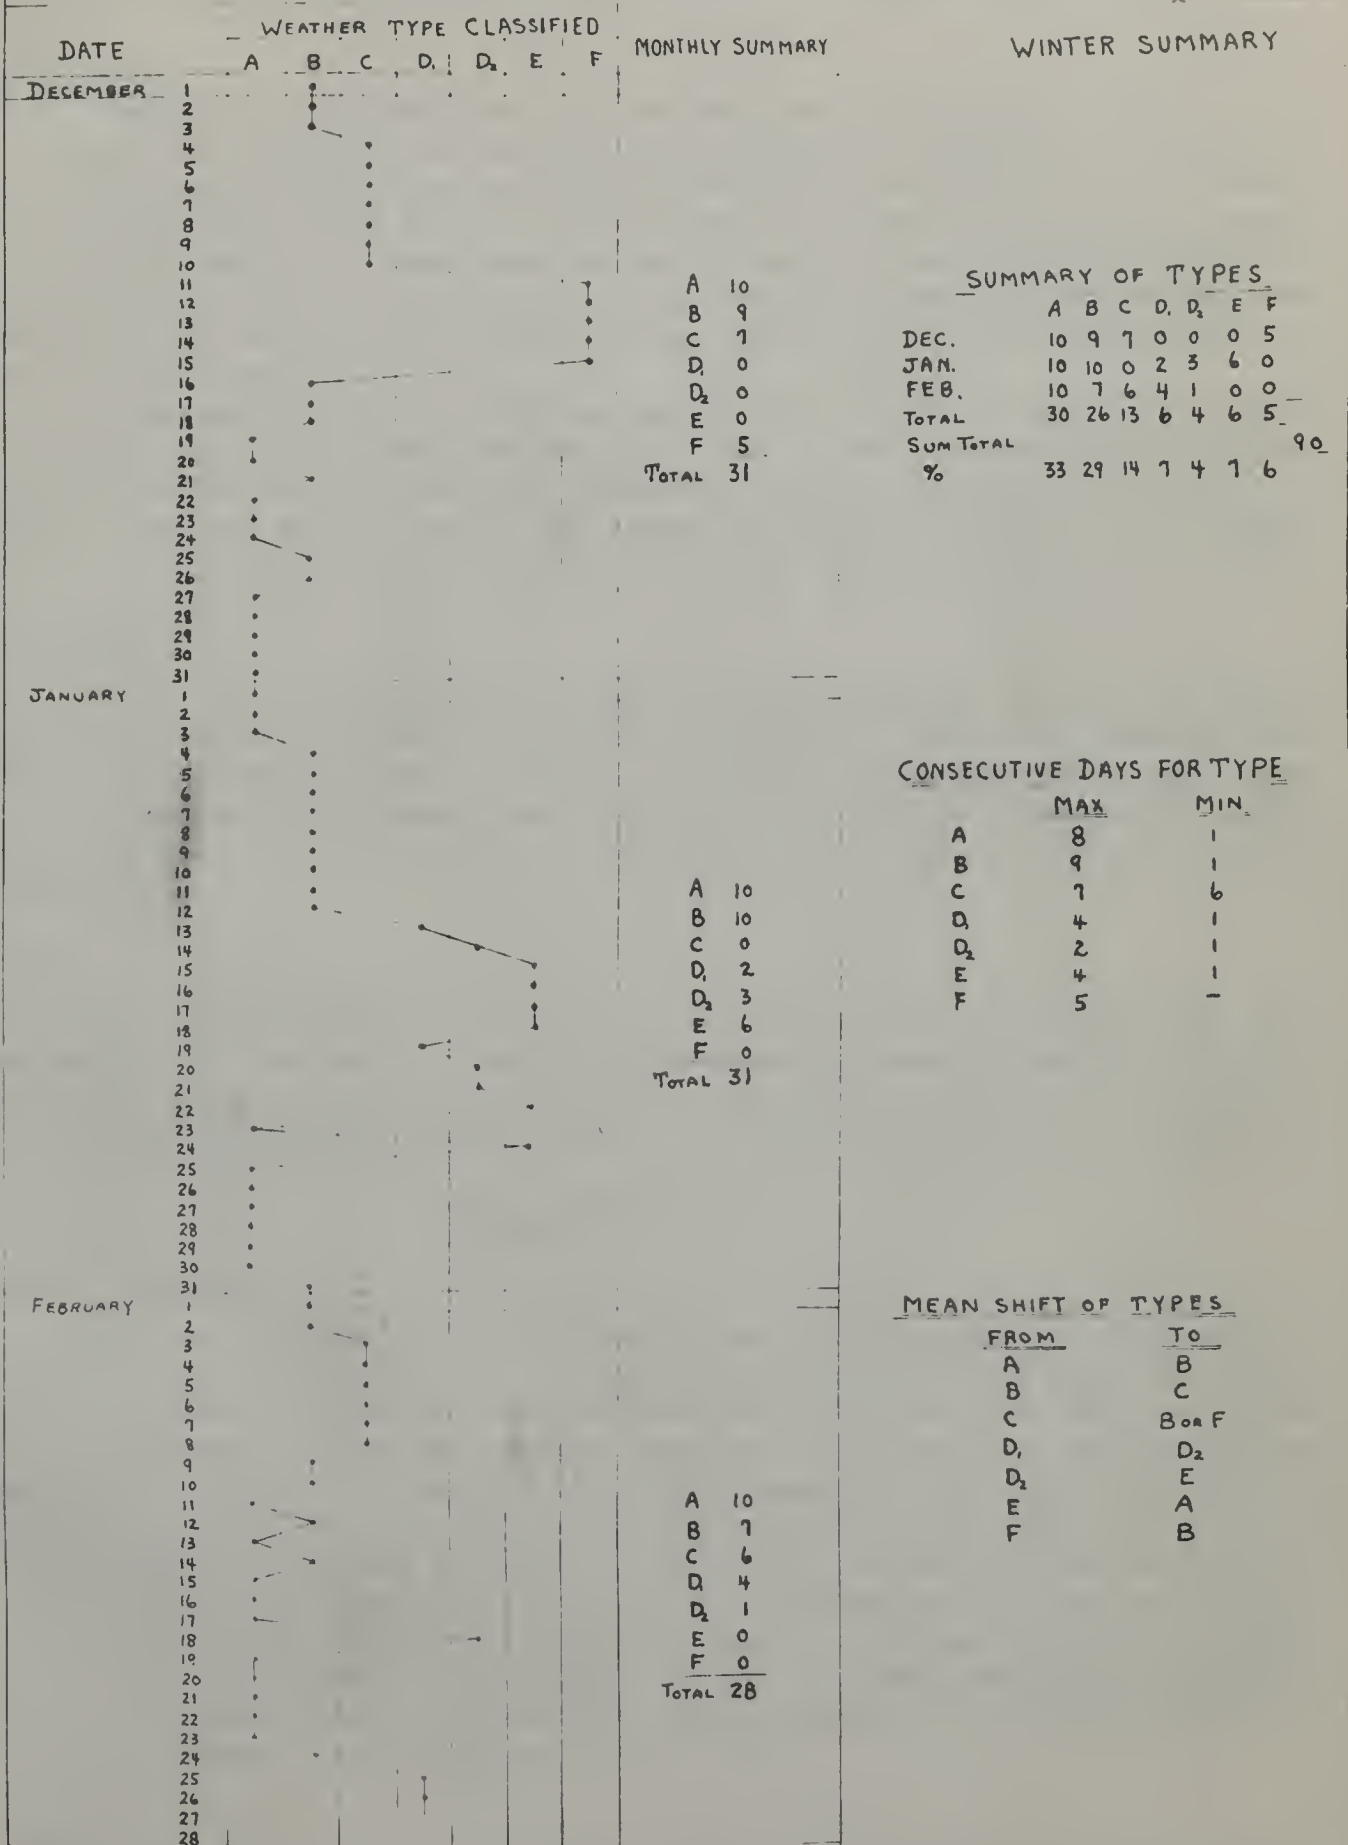 WEATHER TYPE CLASSIFIED
DATE
MONTHLY SUMMARY
WINTER SUMMARY
A B C D₁ D₂ E F
DECEMBER 1
2
3
4
5
6
7
8
9
10
11
12
13
14
15
16
17
18
19
20
21
22
23
24
25
26
27
28
29
30
31
JANUARY 1
2
3
4
5
6
7
8
9
10
11
12
13
14
15
16
17
18
19
20
21
22
23
24
25
26
27
28
29
30
31
FEBRUARY 1
2
3
4
5
6
7
8
9
10
11
12
13
14
15
16
17
18
19
20
21
22
23
24
25
26
27
28
A 10
B 9
C 7
D₁ 0
D₂ 0
E 0
F 5
TOTAL 31
A 10
B 10
C 0
D₁ 2
D₂ 3
E 6
F 0
TOTAL 31
A 10
B 7
C 6
D₁ 4
D₂ 1
E 0
F 0
TOTAL 28
SUMMARY OF TYPES
A B C D₁ D₂ E F
DEC. 10 9 7 0 0 0 5
JAN. 10 10 0 2 3 6 0
FEB. 10 7 6 4 1 0 0
TOTAL 30 26 13 6 4 6 5
SUM TOTAL 90
% 33 29 14 7 4 7 6
CONSECUTIVE DAYS FOR TYPE
MAX MIN.
A 8 1
B 9 1
C 7 6
D₁ 4 1
D₂ 2 1
E 4 1
F 5 -
MEAN SHIFT OF TYPES
FROM TO
A B
B C
C B OR F
D₁ D₂
D₂ E
E A
F B